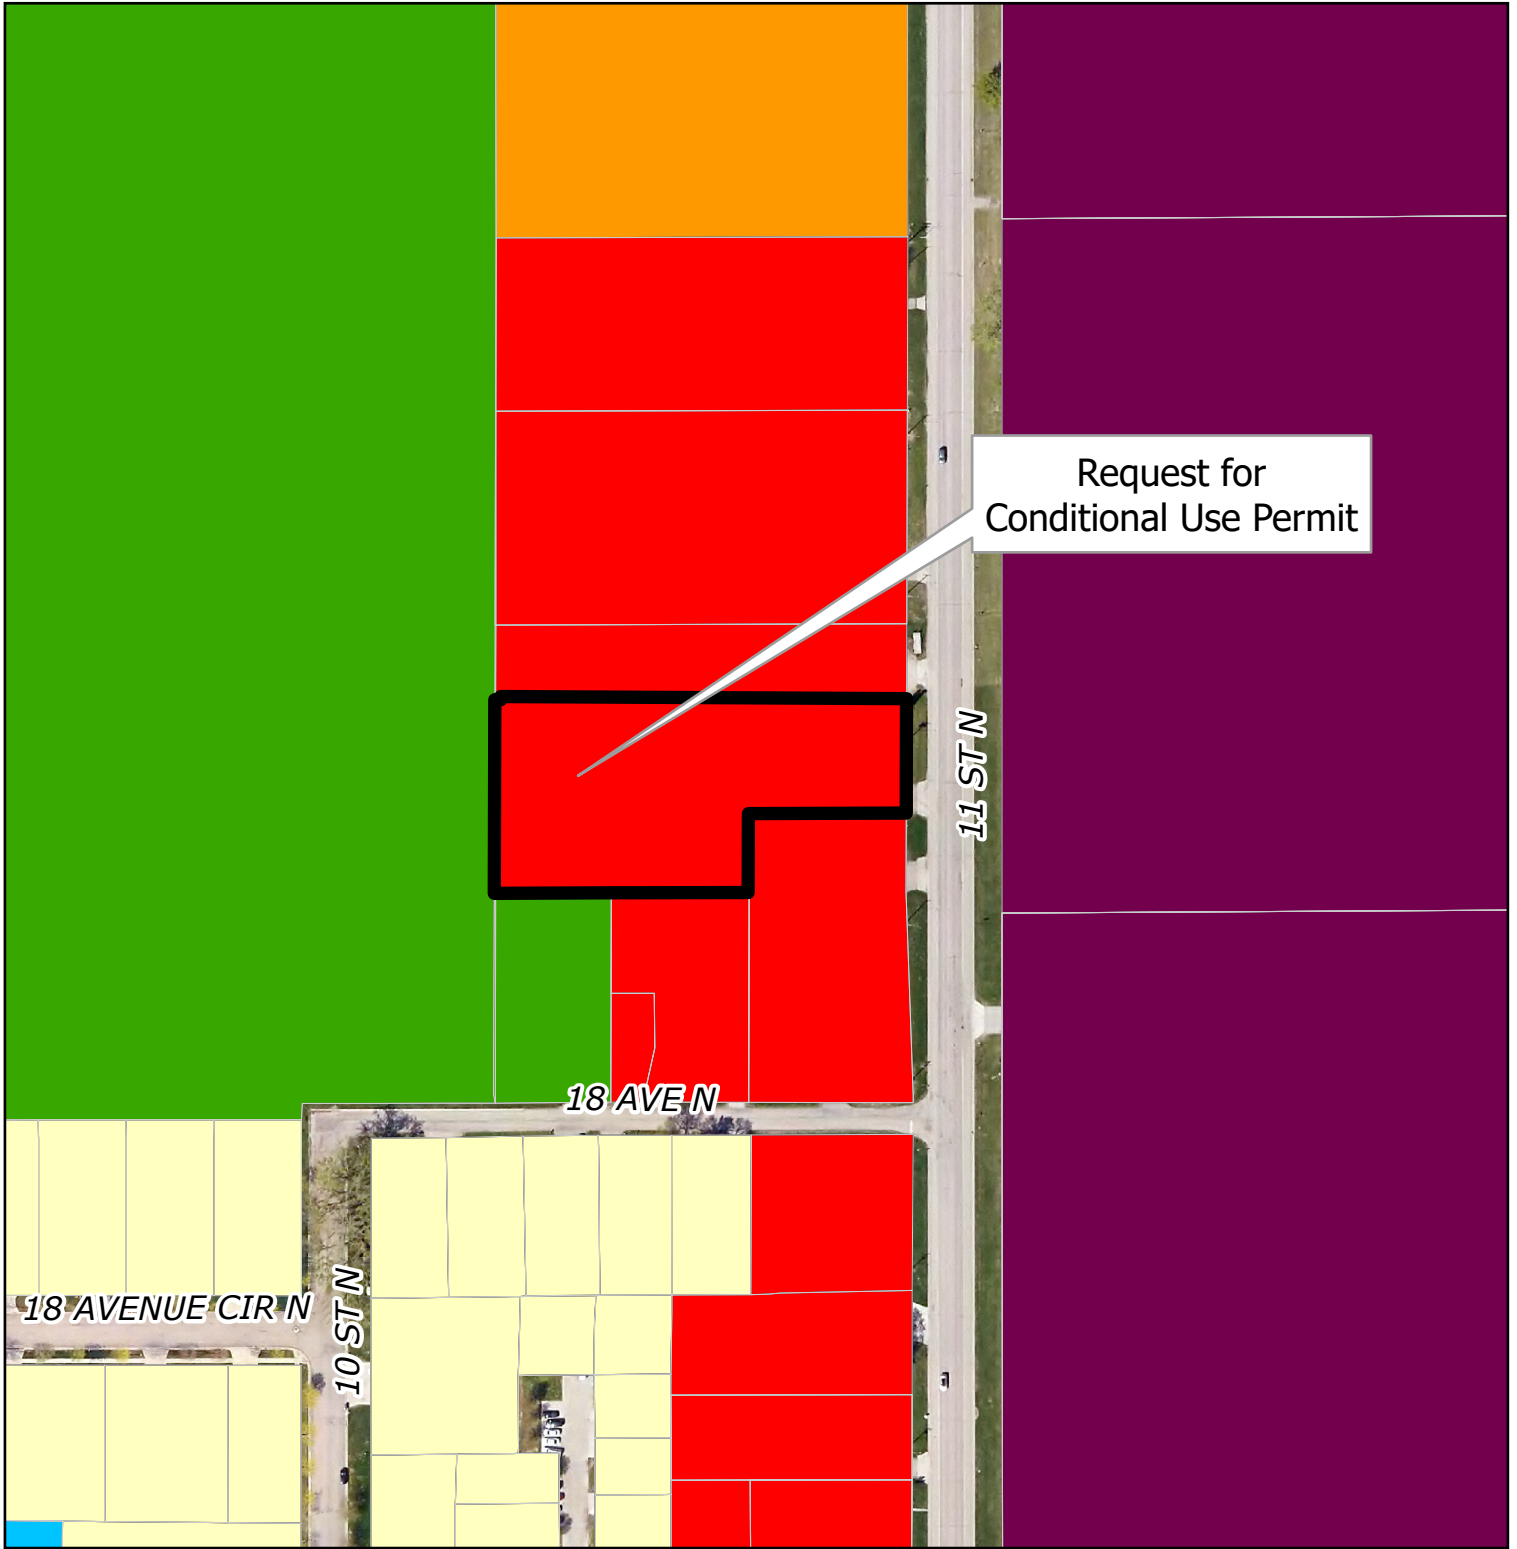 Request for
Conditional Use Permit
11 ST N
18 AVE N
18 AVENUE CIR N
10 ST N